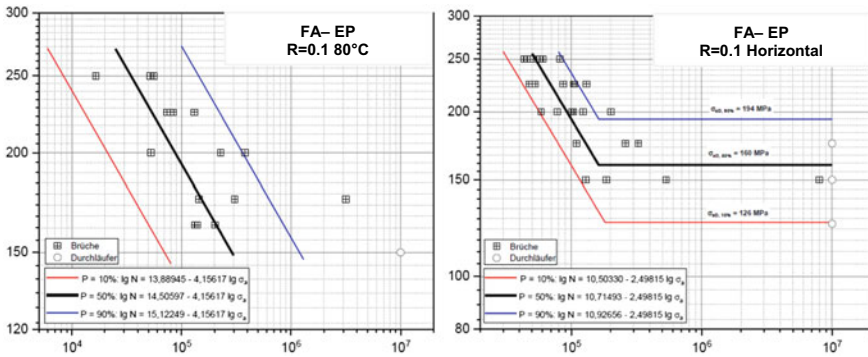 FA– EP
R=0.1 80°C
300
250
200
150
120
Brüche
Durchläufer
P = 10%: lg N = 13,88945 - 4,15617 lg σa
P = 50%: lg N = 14,50597 - 4,15617 lg σa
P = 90%: lg N = 15,12249 - 4,15617 lg σa
10⁴
10⁵
10⁶
10⁷
FA– EP
R=0.1 Horizontal
300
250
200
150
100
80
σaD, 90% = 194 MPa
σaD, 50% = 160 MPa
σaD, 10% = 126 MPa
Brüche
Durchläufer
P = 10%: lg N = 10,50330 - 2,49815 lg σa
P = 50%: lg N = 10,71493 - 2,49815 lg σa
P = 90%: lg N = 10,92656 - 2,49815 lg σa
10⁵
10⁶
10⁷